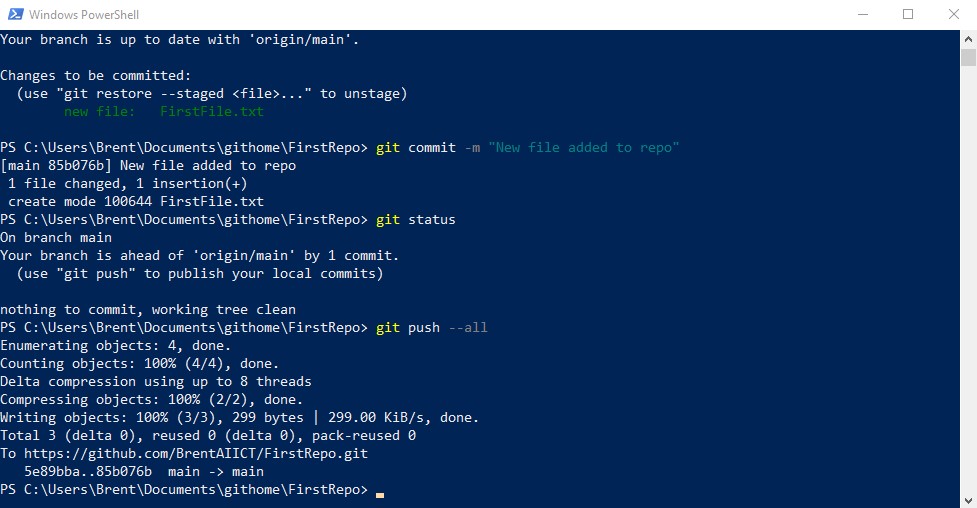 Windows PowerShell
Your branch is up to date with 'origin/main'.
Changes to be committed:
  (use "git restore --staged <file>..." to unstage)
        new file:   FirstFile.txt
PS C:\Users\Brent\Documents\githome\FirstRepo> git commit -m "New file added to repo"
[main 85b076b] New file added to repo
 1 file changed, 1 insertion(+)
 create mode 100644 FirstFile.txt
PS C:\Users\Brent\Documents\githome\FirstRepo> git status
On branch main
Your branch is ahead of 'origin/main' by 1 commit.
  (use "git push" to publish your local commits)
nothing to commit, working tree clean
PS C:\Users\Brent\Documents\githome\FirstRepo> git push --all
Enumerating objects: 4, done.
Counting objects: 100% (4/4), done.
Delta compression using up to 8 threads
Compressing objects: 100% (2/2), done.
Writing objects: 100% (3/3), 299 bytes | 299.00 KiB/s, done.
Total 3 (delta 0), reused 0 (delta 0), pack-reused 0
To https://github.com/BrentAIICT/FirstRepo.git
   5e89bba..85b076b  main -> main
PS C:\Users\Brent\Documents\githome\FirstRepo>